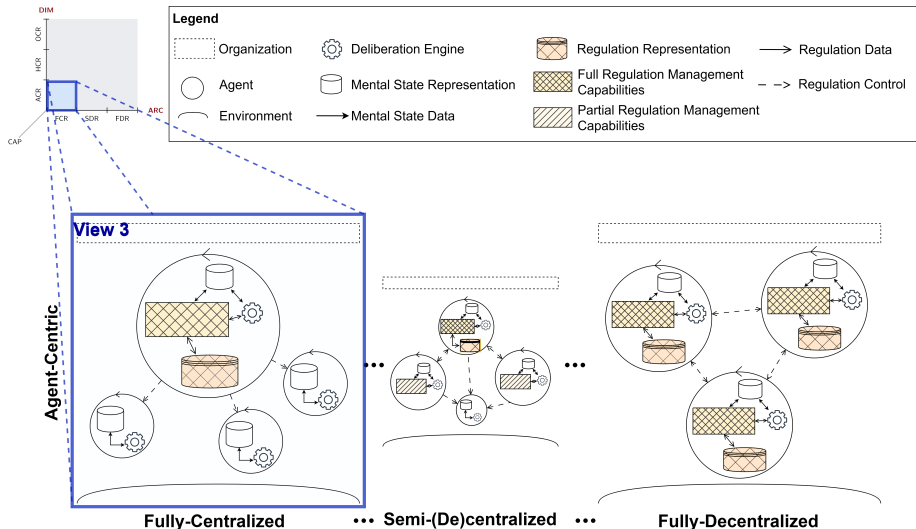 DIM
OCR
HCR
ACR
FCR SDR FDR
ARC
CAP
Legend
Organization
Agent
Environment
Deliberation Engine
Mental State Representation
Mental State Data
Regulation Representation
Full Regulation Management
Capabilities
Partial Regulation Management
Capabilities
Regulation Data
Regulation Control
View 3
Agent-Centric
•••
•••
Fully-Centralized ••• Semi-(De)centralized ••• Fully-Decentralized